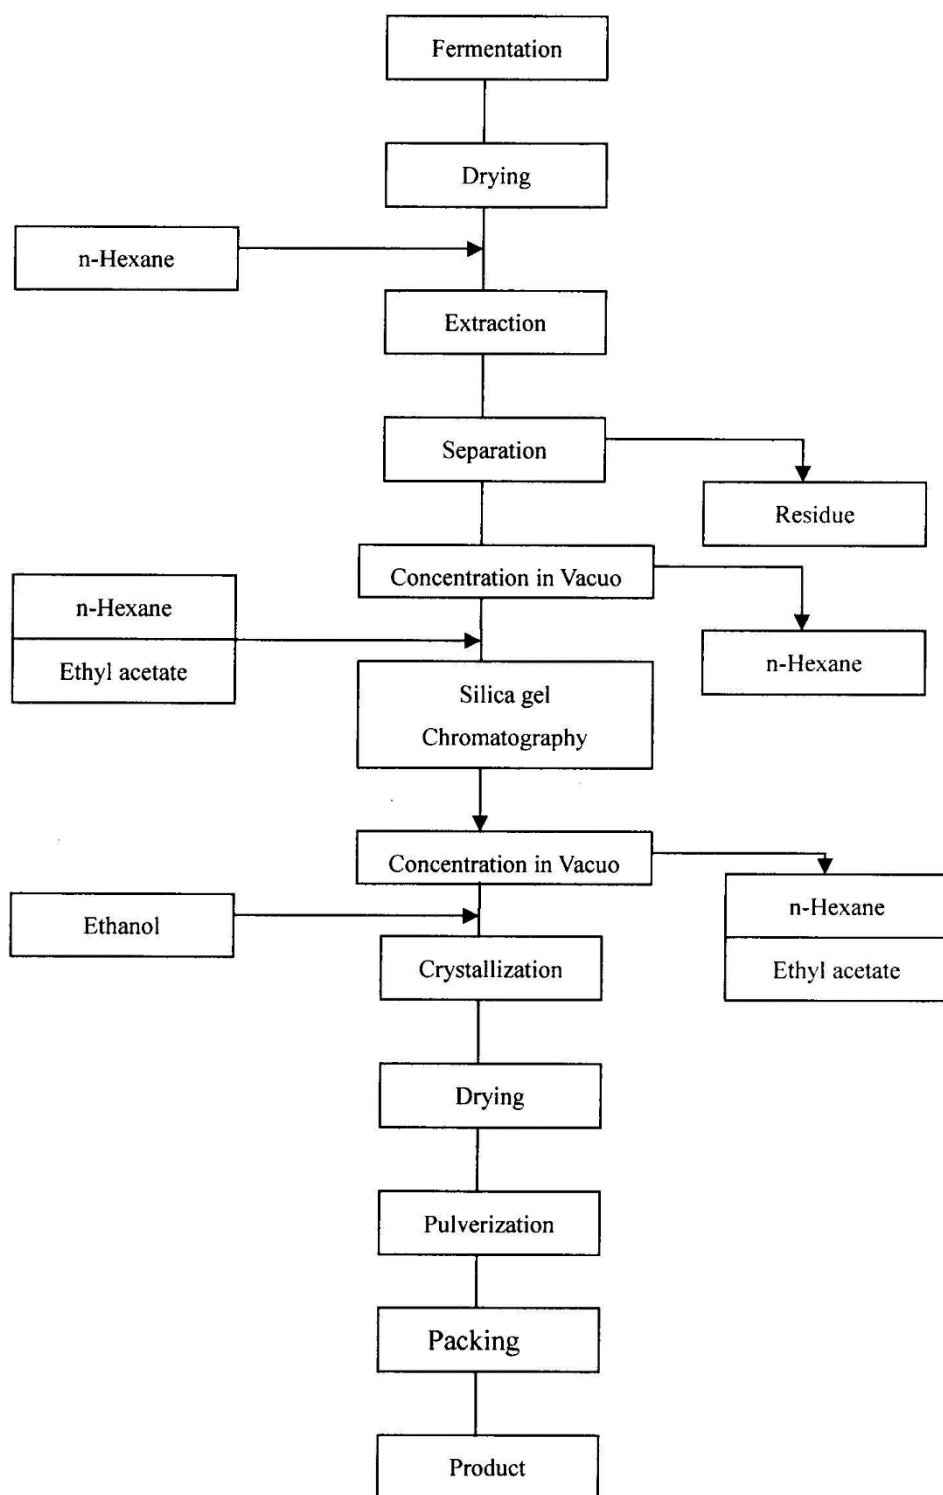 Fermentation
Drying
n-Hexane
Extraction
Separation
Residue
Concentration in Vacuo
n-Hexane
Ethyl acetate
n-Hexane
Silica gel
Chromatography
Concentration in Vacuo
n-Hexane
Ethyl acetate
Ethanol
Crystallization
Drying
Pulverization
Packing
Product